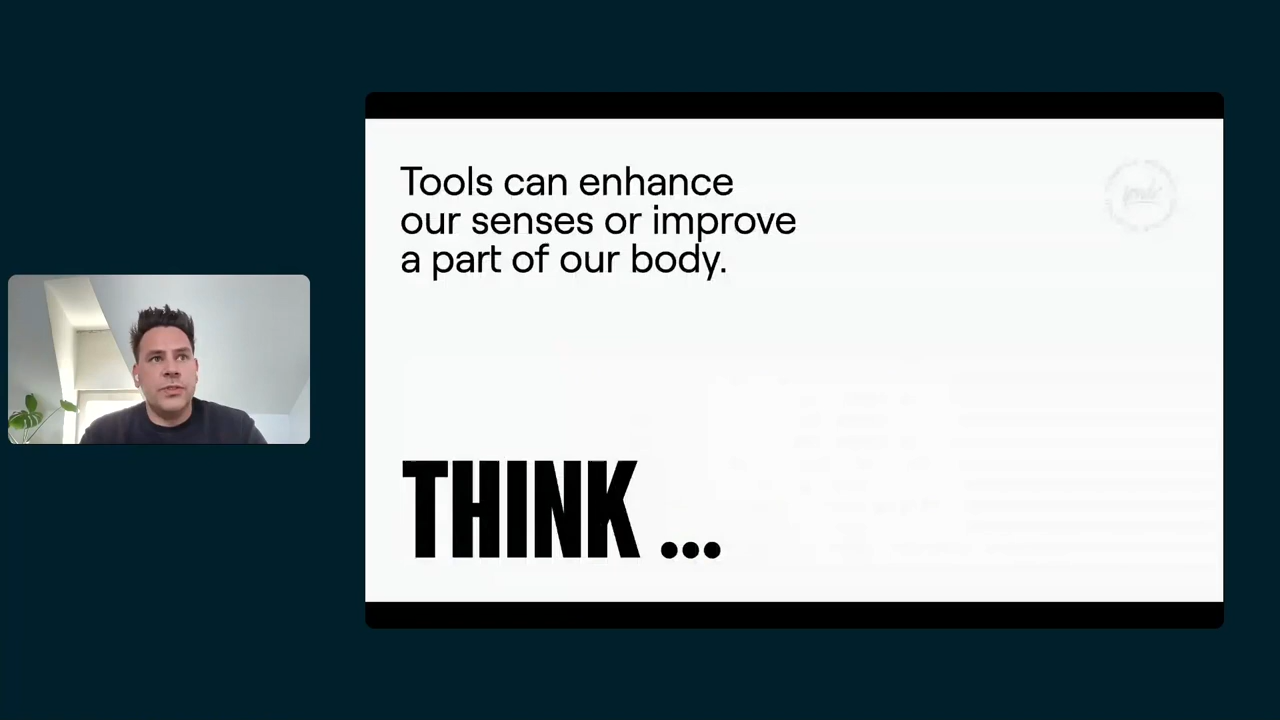 Tools can enhance
our senses or improve
a part of our body.
THINK ...